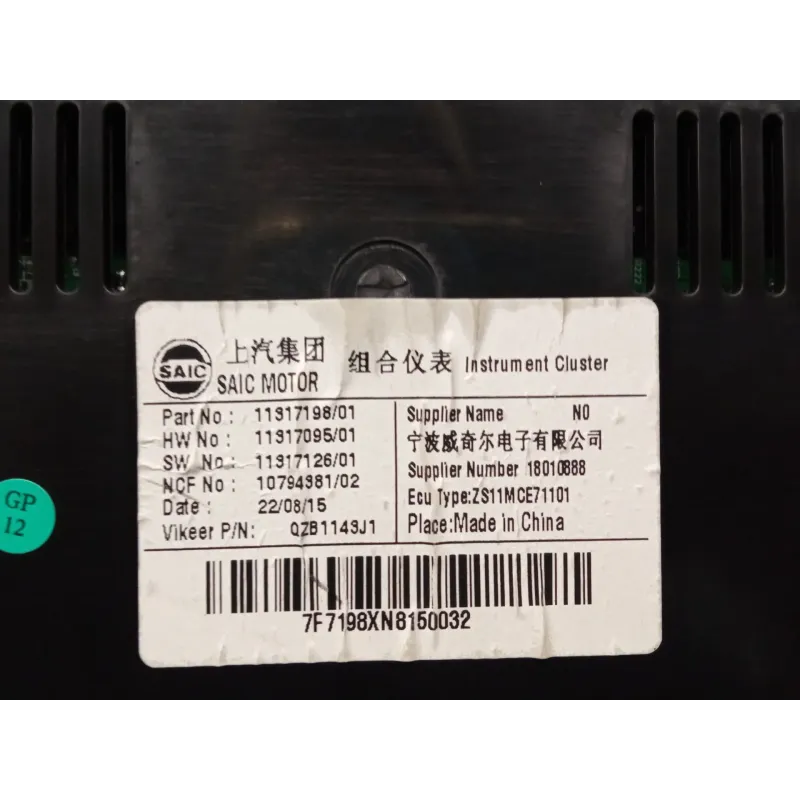 SAIC
上汽集团
SAIC MOTOR
组合仪表 Instrument Cluster
Part No : 11317198/01
HW No : 11317095/01
SW No : 11317126/01
NCF No : 10794381/02
Date : 22/08/15
Vikeer P/N: QZB1143J1
Supplier Name NO
宁波威奇尔电子有限公司
Supplier Number 18010888
Ecu Type:ZS11MCE71101
Place:Made in China
7F7198XN8150032
GP
12